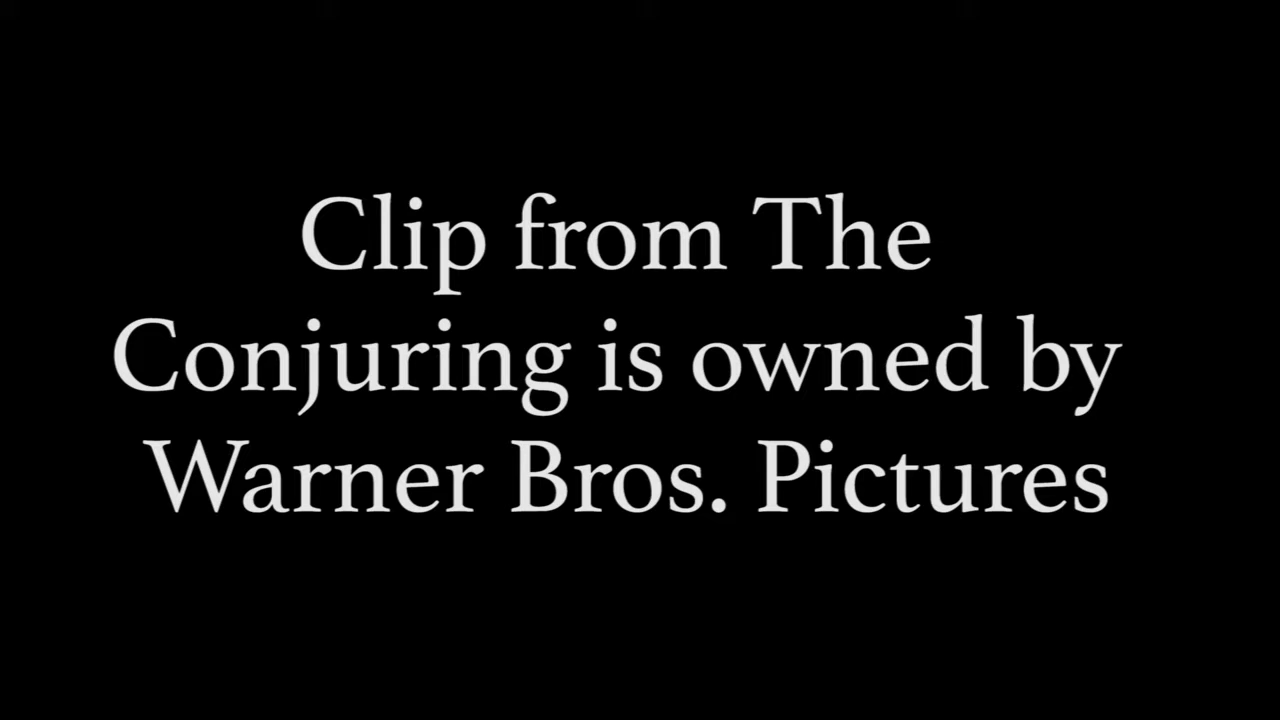 Clip from The
Conjuring is owned by
Warner Bros. Pictures